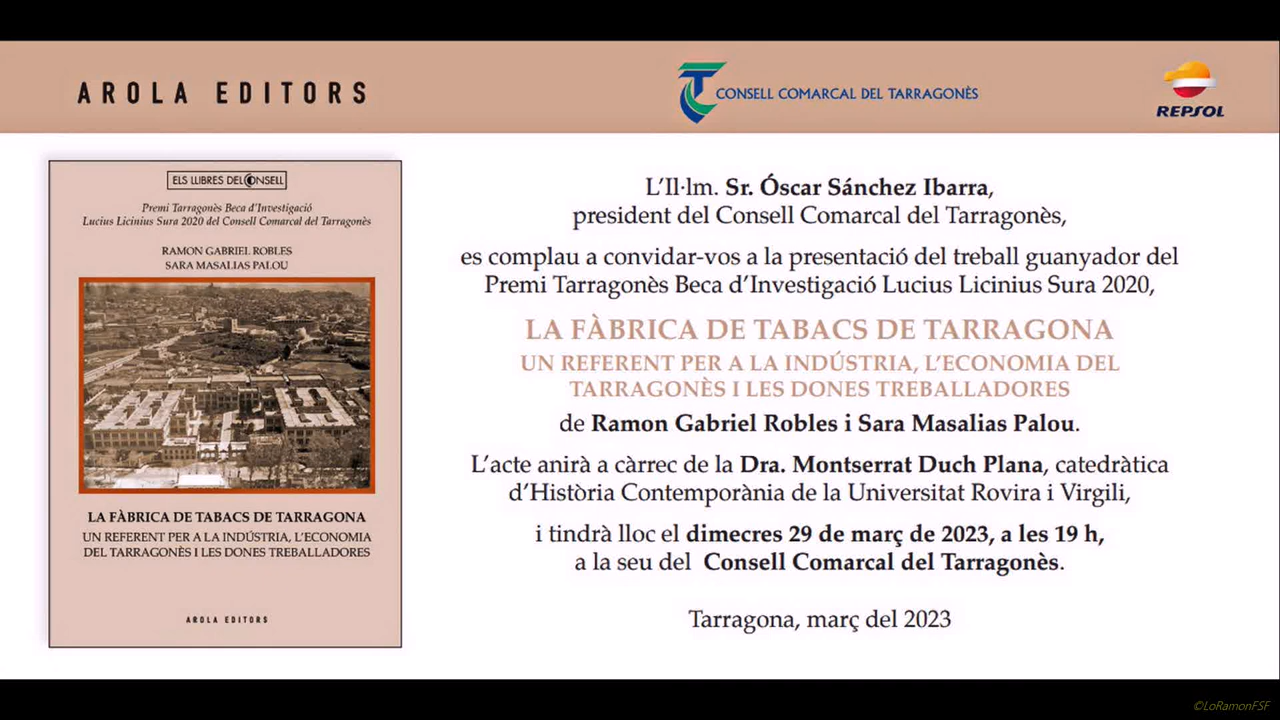 AROLA EDITORS
CONSELL COMARCAL DEL TARRAGONÈS
REPSOL
ELS LLIBRES DEL CONSELL
Premi Tarragonès Beca d'Investigació
Lucius Licinius Sura 2020 del Consell Comarcal del Tarragonès
RAMON GABRIEL ROBLES
SARA MASALIAS PALOU
LA FÀBRICA DE TABACS DE TARRAGONA
UN REFERENT PER A LA INDÚSTRIA, L'ECONOMIA
DEL TARRAGONÈS I LES DONES TREBALLADORES
AROLA EDITORS
L'Il·lm. Sr. Óscar Sánchez Ibarra,
president del Consell Comarcal del Tarragonès,
es complau a convidar-vos a la presentació del treball guanyador del
Premi Tarragonès Beca d'Investigació Lucius Licinius Sura 2020,
LA FÀBRICA DE TABACS DE TARRAGONA
UN REFERENT PER A LA INDÚSTRIA, L'ECONOMIA DEL
TARRAGONÈS I LES DONES TREBALLADORES
de Ramon Gabriel Robles i Sara Masalias Palou.
L'acte anirà a càrrec de la Dra. Montserrat Duch Plana, catedràtica
d'Història Contemporània de la Universitat Rovira i Virgili,
i tindrà lloc el dimecres 29 de març de 2023, a les 19 h,
a la seu del Consell Comarcal del Tarragonès.
Tarragona, març del 2023
©LoRamonFSF